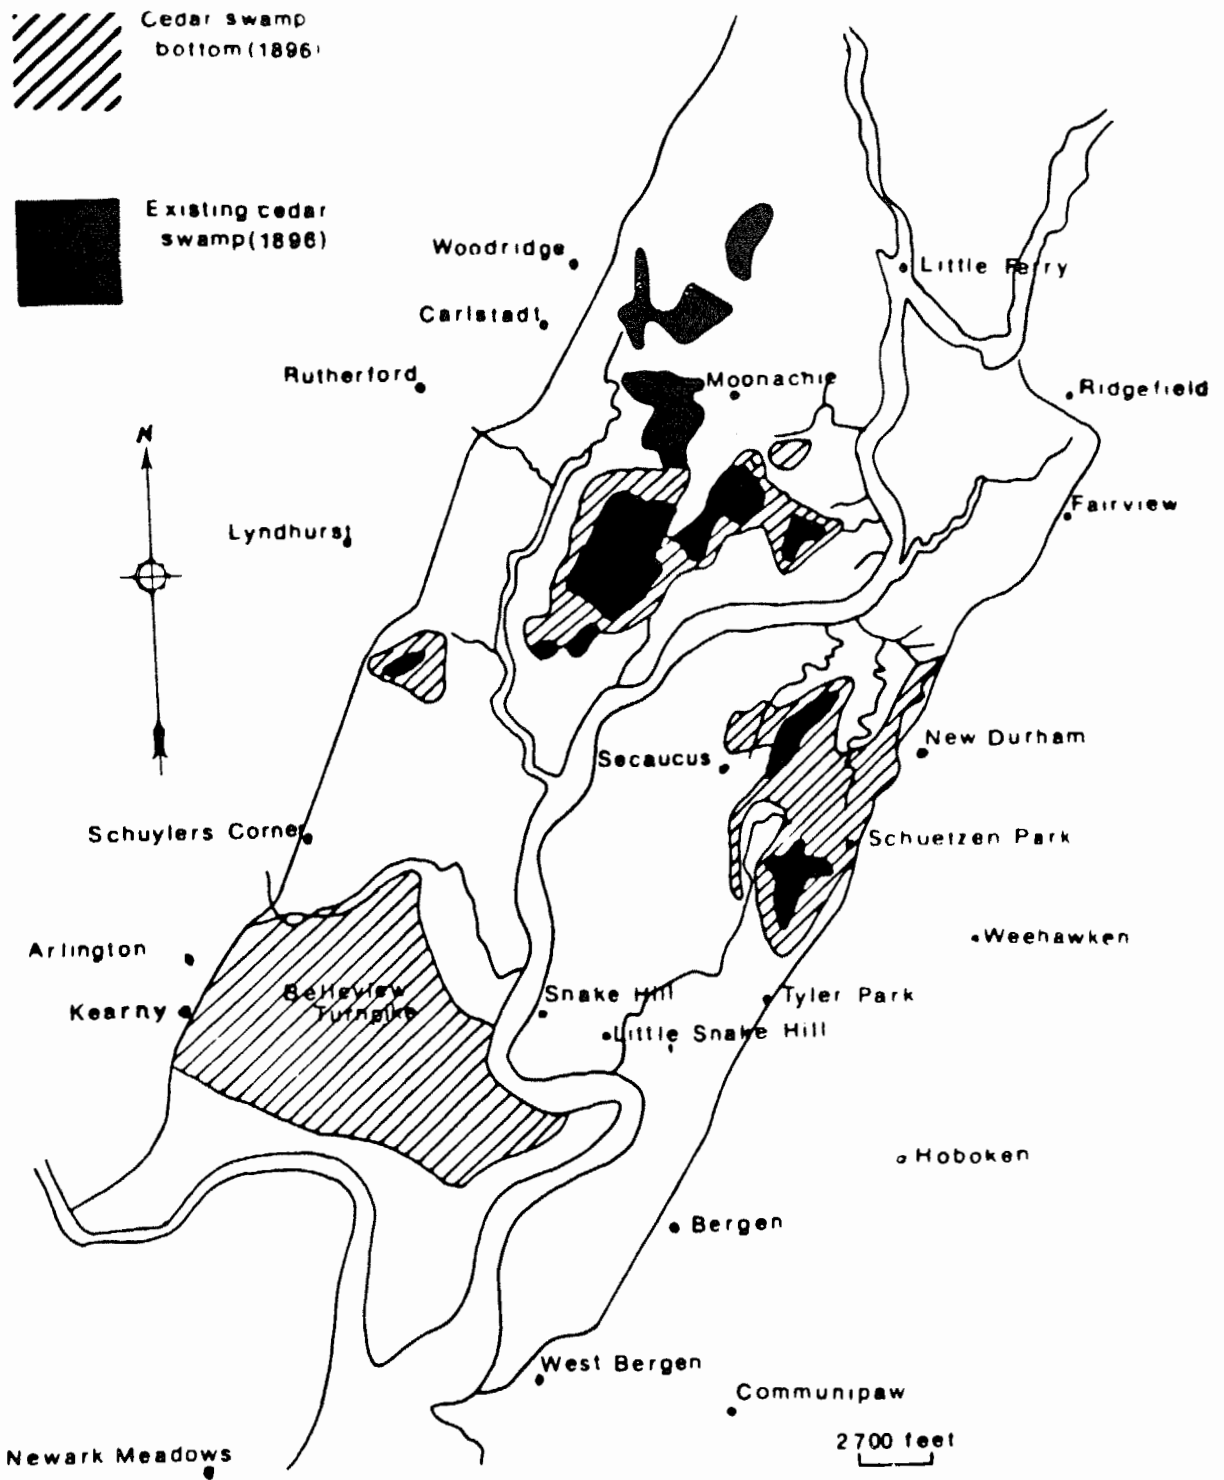 Cedar swamp
bottom (1896)
Existing cedar
swamp (1896)
Woodridge
Little Ferry
Carlstadt
Rutherford
Moonachie
Ridgefield
N
Fairview
Lyndhurst
New Durham
Secaucus
Schuylers Corner
Schuetzen Park
Weehawken
Arlington
Belleview
Turnpike
Snake Hill
Tyler Park
Kearny
Little Snake Hill
Hoboken
Bergen
West Bergen
Communipaw
2700 feet
Newark Meadows